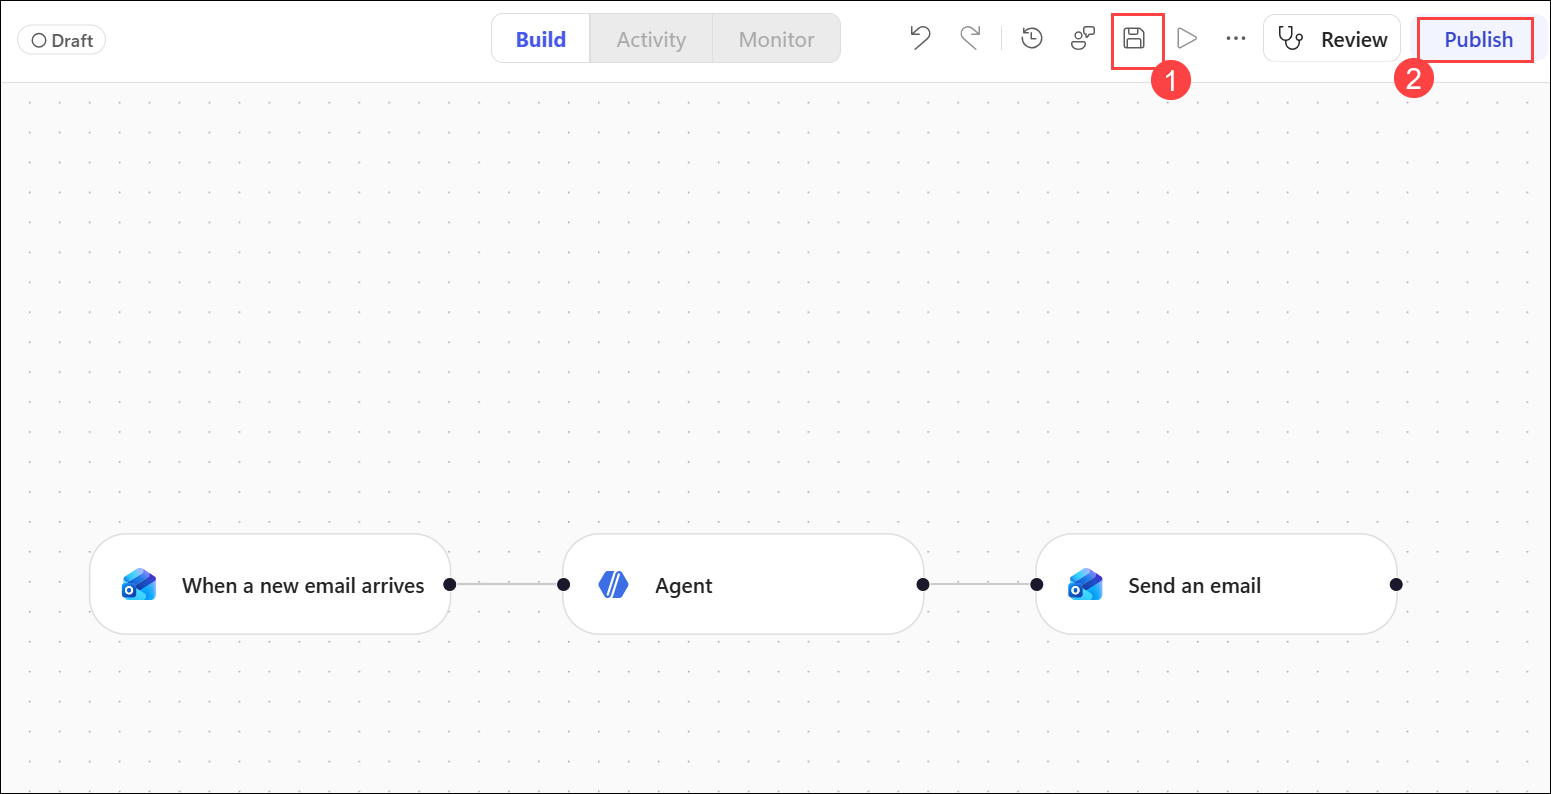 Draft
Build
Activity
Monitor
Review
Publish
1
2
When a new email arrives
Agent
Send an email